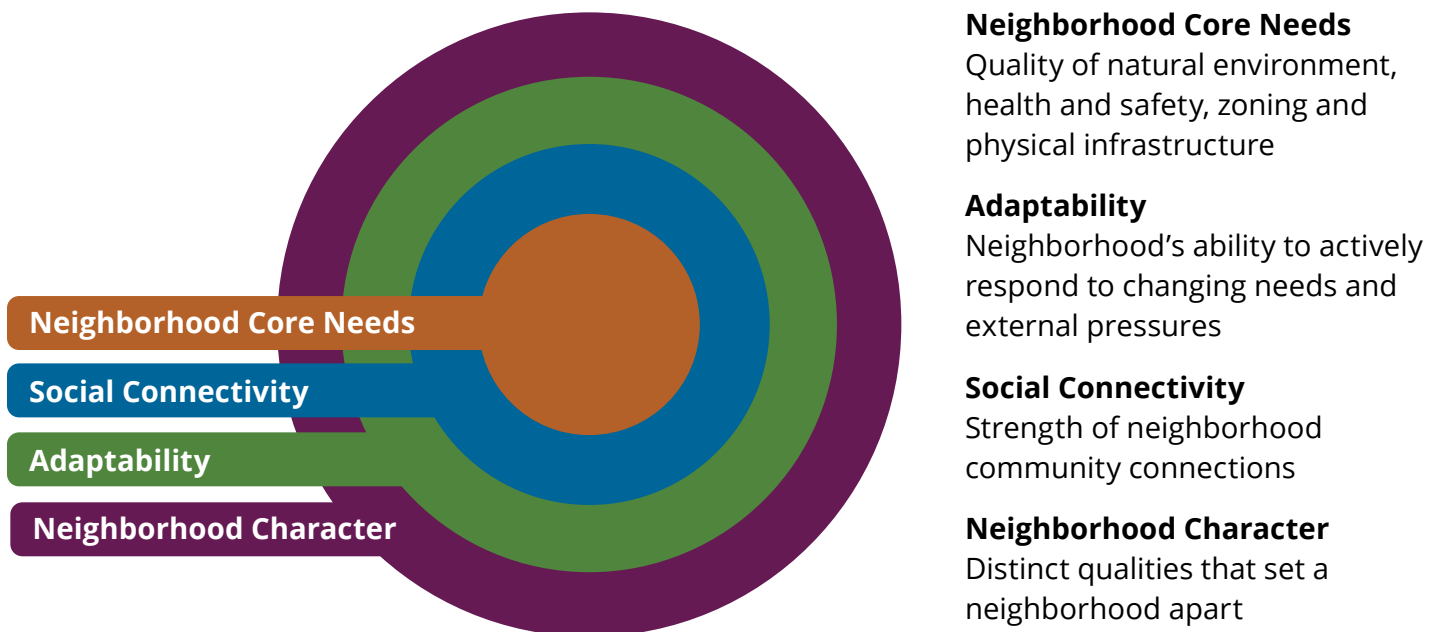 Neighborhood Core Needs
Social Connectivity
Adaptability
Neighborhood Character
Neighborhood Core Needs
Quality of natural environment,
health and safety, zoning and
physical infrastructure
Adaptability
Neighborhood’s ability to actively
respond to changing needs and
external pressures
Social Connectivity
Strength of neighborhood
community connections
Neighborhood Character
Distinct qualities that set a
neighborhood apart